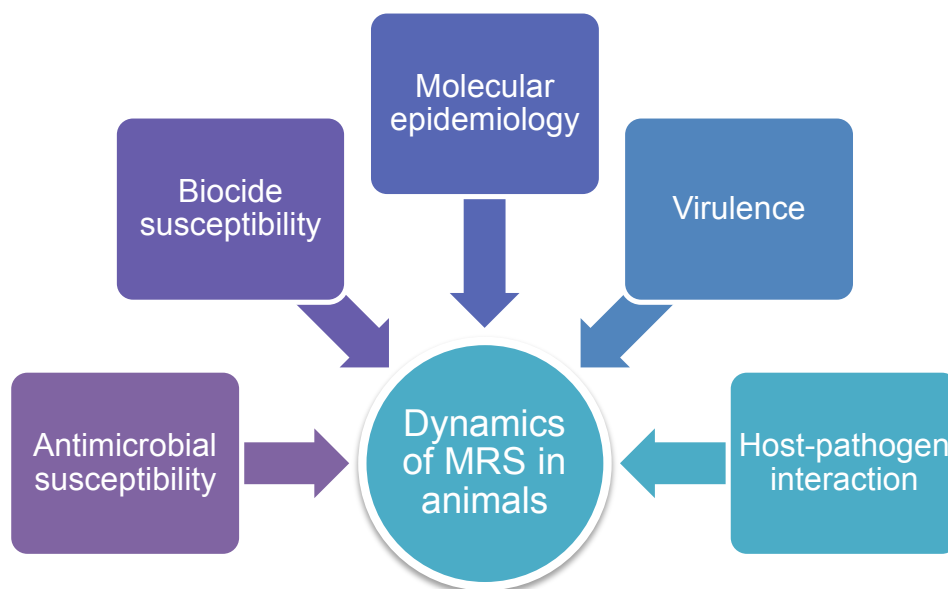 Molecular
epidemiology
Biocide
susceptibility
Virulence
Antimicrobial
susceptibility
Dynamics
of MRS in
animals
Host-pathogen
interaction